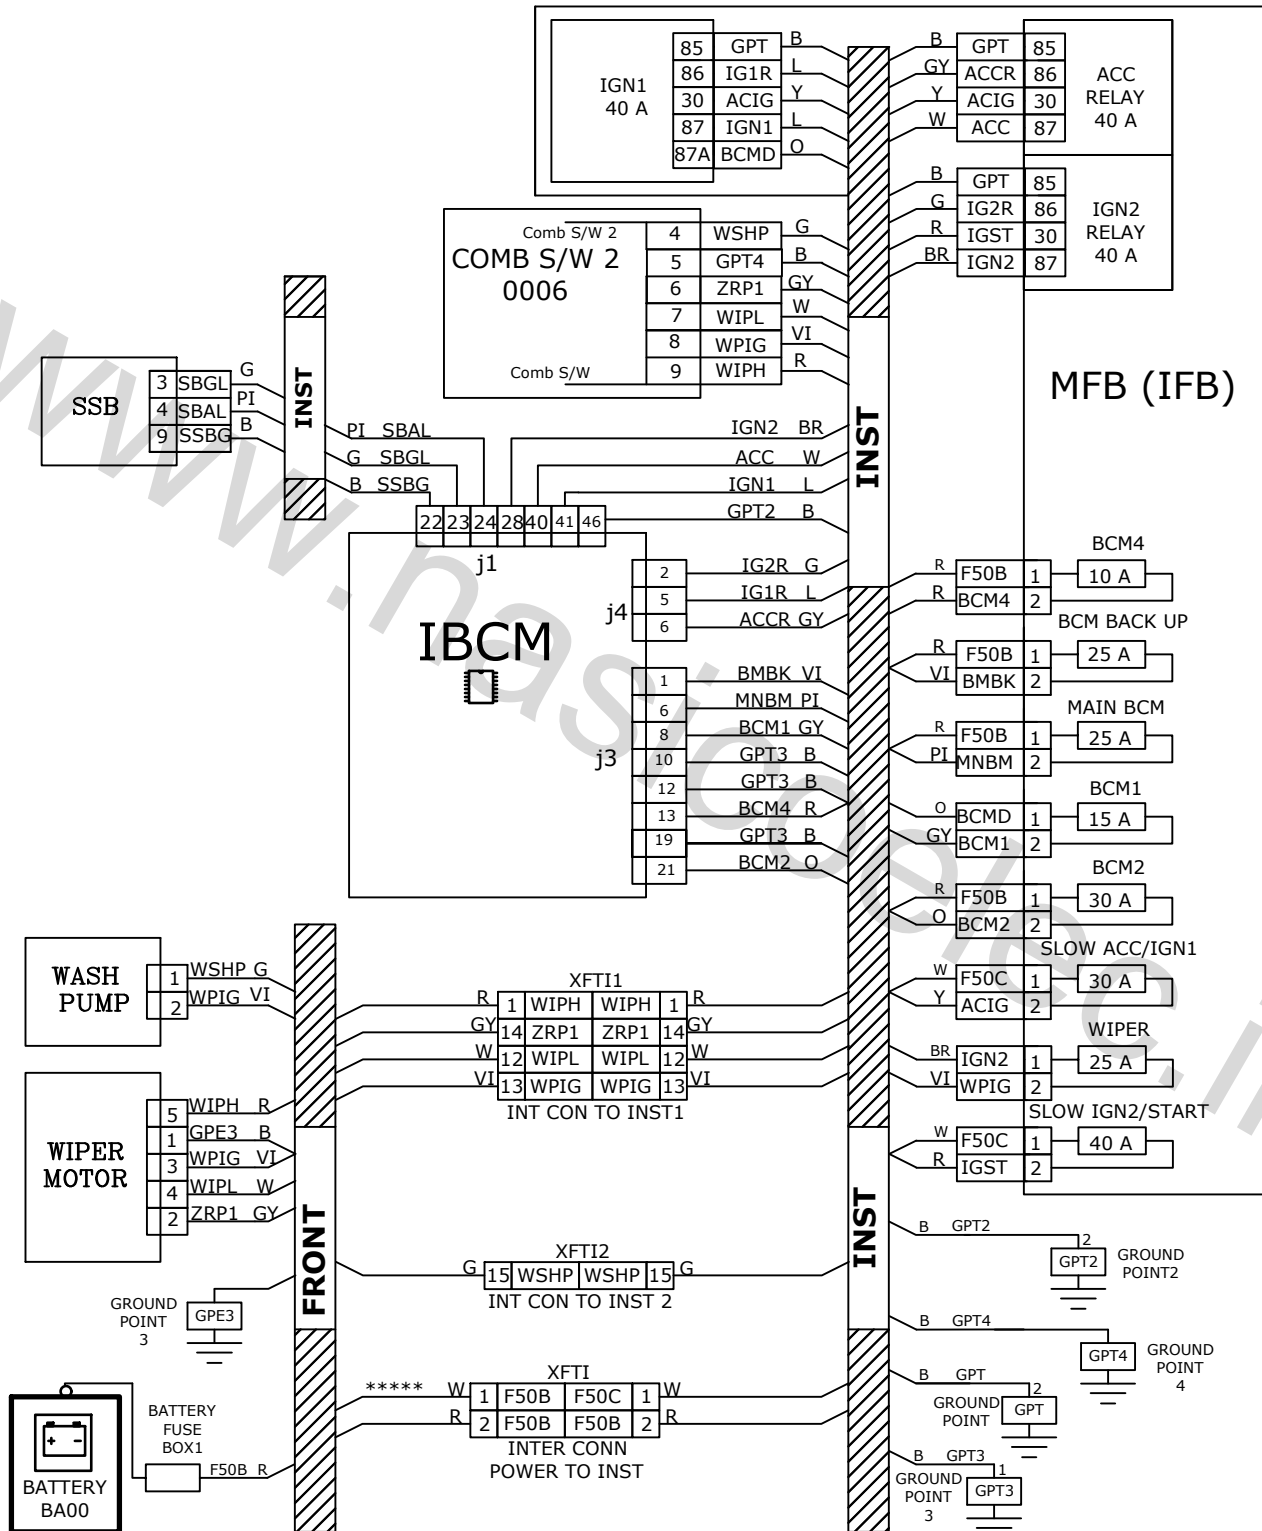 IGN1
40 A
85 GPT B
86 IG1R L
30 ACIG Y
87 IGN1 L
87A BCMD O
B GPT 85
GY ACCR 86
Y ACIG 30
W ACC 87
ACC
RELAY
40 A
B GPT 85
G IG2R 86
R IGST 30
BR IGN2 87
IGN2
RELAY
40 A
Comb S/W 2
COMB S/W 2
0006
Comb S/W
4 WSHP G
5 GPT4 B
6 ZRP1 GY
7 WIPL W
8 WPIG VI
9 WIPH R
MFB (IFB)
SSB
3 SBGL G
4 SBAL PI
9 SSBG B
INST
PI SBAL
G SBGL
B SSBG
IGN2 BR
ACC W
IGN1 L
GPT2 B
INST
22 23 24 28 40 41 46
j1
IBCM
j4
2 IG2R G
5 IG1R L
6 ACCR GY
j3
1 BMBK VI
6 MNBM PI
8 BCM1 GY
10 GPT3 B
12 GPT3 B
13 BCM4 R
19 GPT3 B
21 BCM2 O
BCM4
R F50B 1 10 A
R BCM4 2
BCM BACK UP
R F50B 1 25 A
VI BMBK 2
MAIN BCM
R F50B 1 25 A
PI MNBM 2
BCM1
O BCMD 1 15 A
GY BCM1 2
BCM2
R F50B 1 30 A
O BCM2 2
SLOW ACC/IGN1
W F50C 1 30 A
Y ACIG 2
WIPER
BR IGN2 1 25 A
VI WPIG 2
SLOW IGN2/START
W F50C 1 40 A
R IGST 2
WASH
PUMP
1 WSHP G
2 WPIG VI
WIPER
MOTOR
5 WIPH R
1 GPE3 B
3 WPIG VI
4 WIPL W
2 ZRP1 GY
FRONT
XFTI1
R 1 WIPH WIPH 1 R
GY 14 ZRP1 ZRP1 14 GY
W 12 WIPL WIPL 12 W
VI 13 WPIG WPIG 13 VI
INT CON TO INST1
XFTI2
G 15 WSHP WSHP 15 G
INT CON TO INST 2
INST
B GPT2
2
GPT2
GROUND
POINT2
B GPT4
GPT4
GROUND
POINT
4
B GPT
2
GPT
GROUND
POINT
B GPT3
1
GPT3
GROUND
POINT
3
GROUND
POINT
3
GPE3
XFTI
***** W 1 F50B F50C 1 W
R 2 F50B F50B 2 R
INTER CONN
POWER TO INST
BATTERY
FUSE
BOX1
F50B R
BATTERY
BA00
www.nasicoelec.ir